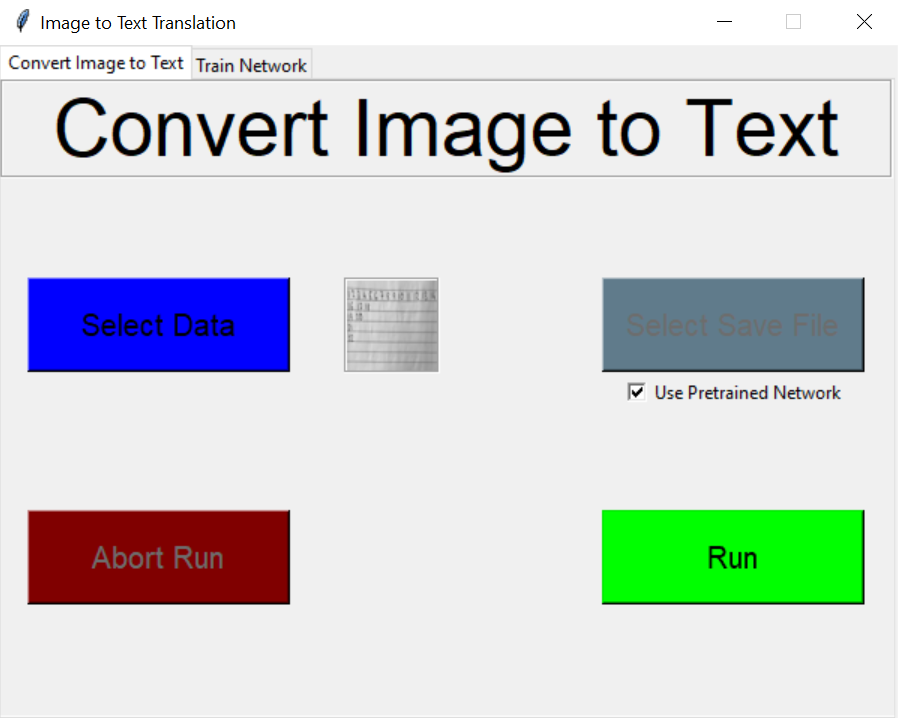 Image to Text Translation
Convert Image to Text
Train Network
Convert Image to Text
Select Data
Select Save File
Use Pretrained Network
Abort Run
Run